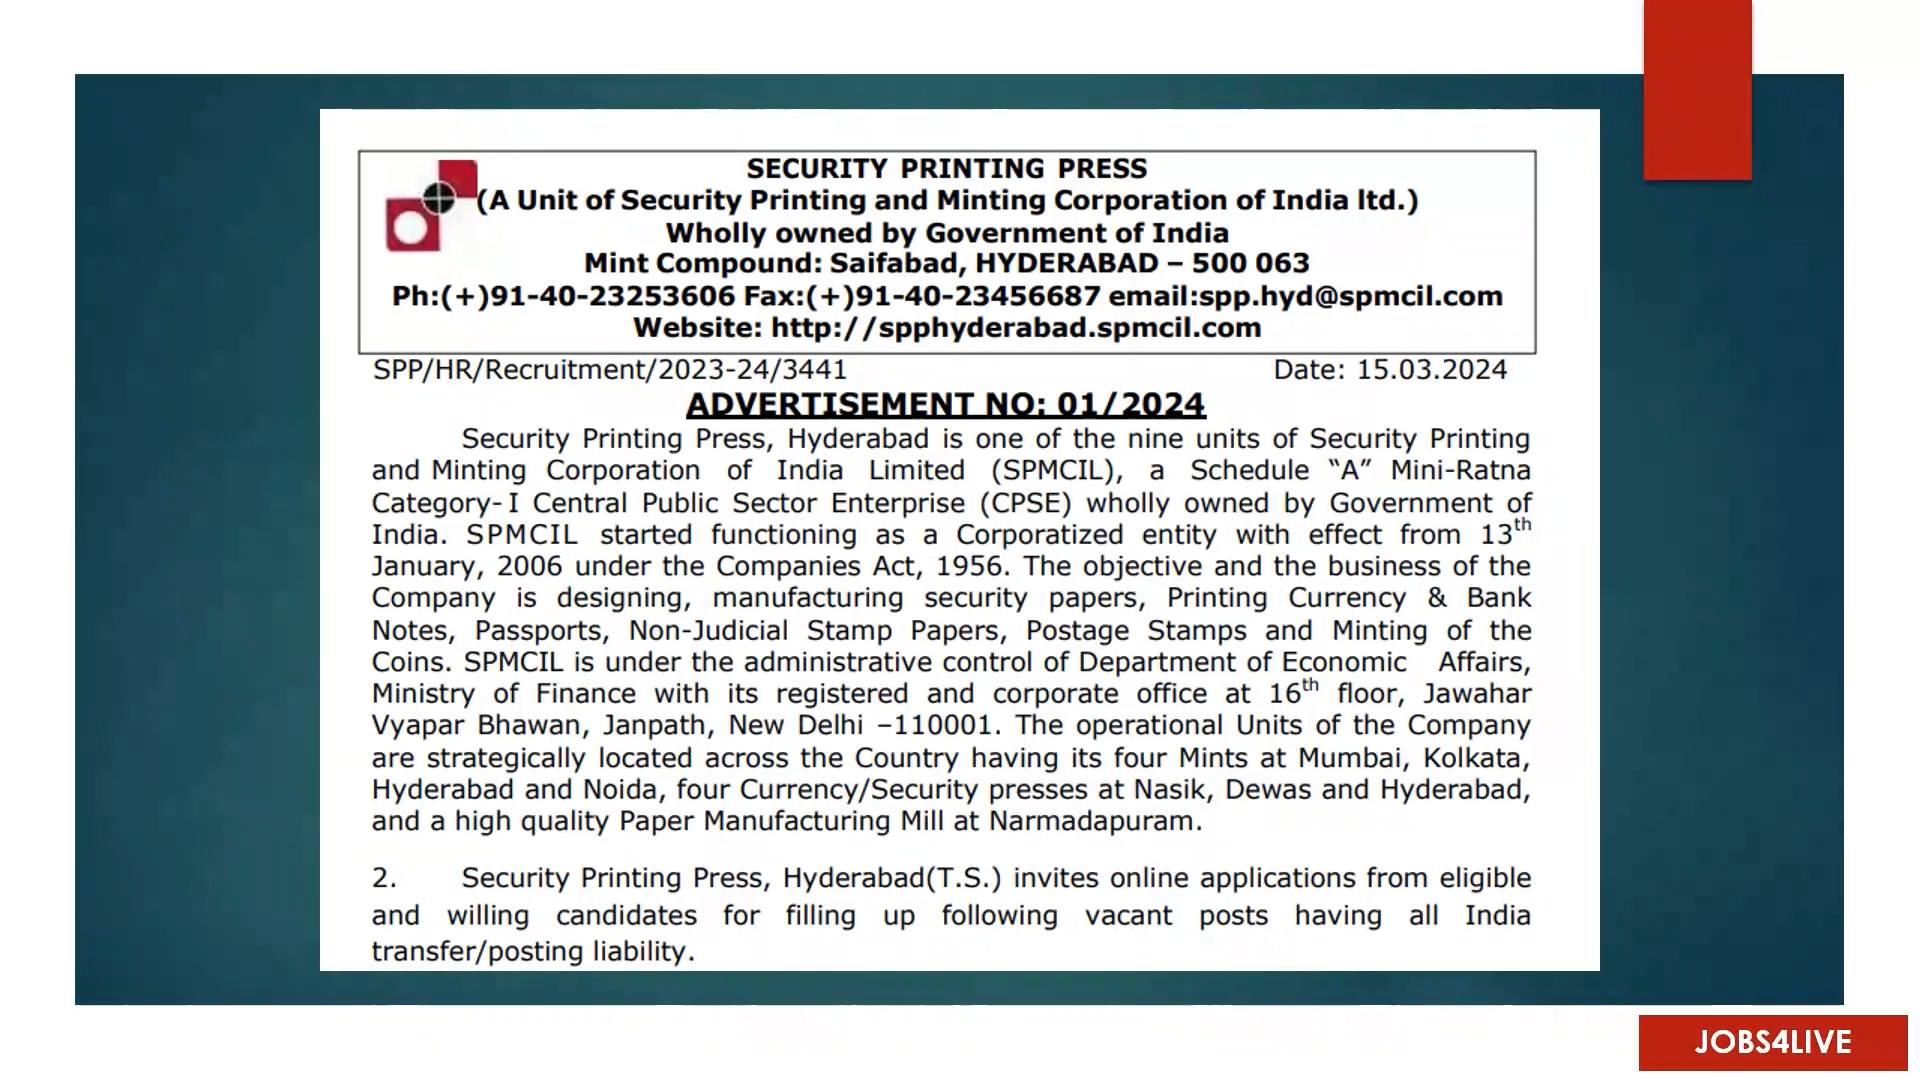 SECURITY PRINTING PRESS
(A Unit of Security Printing and Minting Corporation of India ltd.)
Wholly owned by Government of India
Mint Compound: Saifabad, HYDERABAD – 500 063
Ph:(+)91-40-23253606 Fax:(+)91-40-23456687 email:spp.hyd@spmcil.com
Website: http://spphyderabad.spmcil.com
SPP/HR/Recruitment/2023-24/3441 Date: 15.03.2024
ADVERTISEMENT NO: 01/2024
Security Printing Press, Hyderabad is one of the nine units of Security Printing
and Minting Corporation of India Limited (SPMCIL), a Schedule “A” Mini-Ratna
Category- I Central Public Sector Enterprise (CPSE) wholly owned by Government of
India. SPMCIL started functioning as a Corporatized entity with effect from 13th
January, 2006 under the Companies Act, 1956. The objective and the business of the
Company is designing, manufacturing security papers, Printing Currency & Bank
Notes, Passports, Non-Judicial Stamp Papers, Postage Stamps and Minting of the
Coins. SPMCIL is under the administrative control of Department of Economic Affairs,
Ministry of Finance with its registered and corporate office at 16th floor, Jawahar
Vyapar Bhawan, Janpath, New Delhi –110001. The operational Units of the Company
are strategically located across the Country having its four Mints at Mumbai, Kolkata,
Hyderabad and Noida, four Currency/Security presses at Nasik, Dewas and Hyderabad,
and a high quality Paper Manufacturing Mill at Narmadapuram.
2. Security Printing Press, Hyderabad(T.S.) invites online applications from eligible
and willing candidates for filling up following vacant posts having all India
transfer/posting liability.
JOBS4LIVE